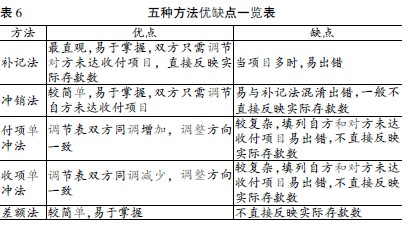 表 6 五种方法优缺点一览表
方法 优点 缺点
补记法 最直观,易于掌握,双方只需调节对方未达收付项目,直接反映实际存款数 当项目多时,易出错
冲销法 较简单,易于掌握,双方只需调节自方未达收付项目 易与补记法混淆出错,一般不直接反映实际存款数
付项单冲法 调节表双方同调增加,调整方向一致 较复杂,填列自方和对方未达收付项目易出错,不直接反映实际存款数
收项单冲法 调节表双方同调减少,调整方向一致 较复杂,填列自方和对方未达收付项目易出错,不直接反映实际存款数
差额法 较简单,易于掌握 不直接反映实际存款数